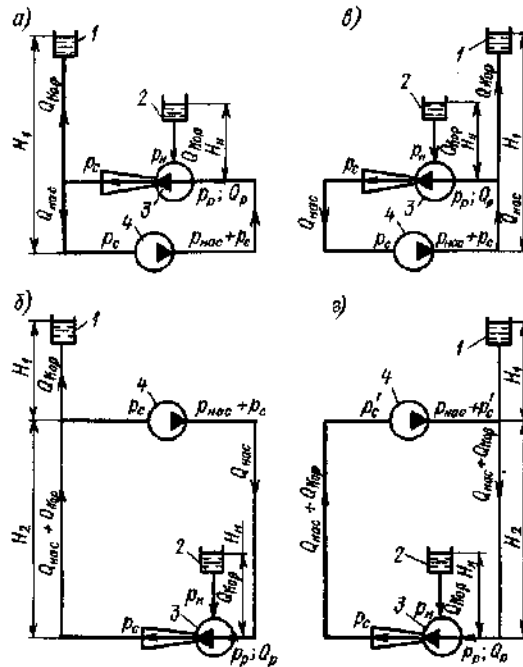 а)
1
H₁
Qкор
2
pн
Qкор
Hн
pс
3
pр; Qр
Qнас
4
pс
pнас+pс
в)
1
2
pн
Qкор
Hн
H₁
Qкор
pс
3
pр; Qр
Qнас
4
pс
pнас+pс
Qнас
б)
1
H₁
Qкор
4
pс
pнас+pс
Qнас
H₂
Qнас + Qкор
2
Hн
Qкор
pн
3
pс
pр; Qр
г)
1
H₁
4
pс'
pнас+pс'
Qнас+Qкор
Qнас + Qкор
H₂
2
Hн
Qкор
pн
3
pс
pр; Qр